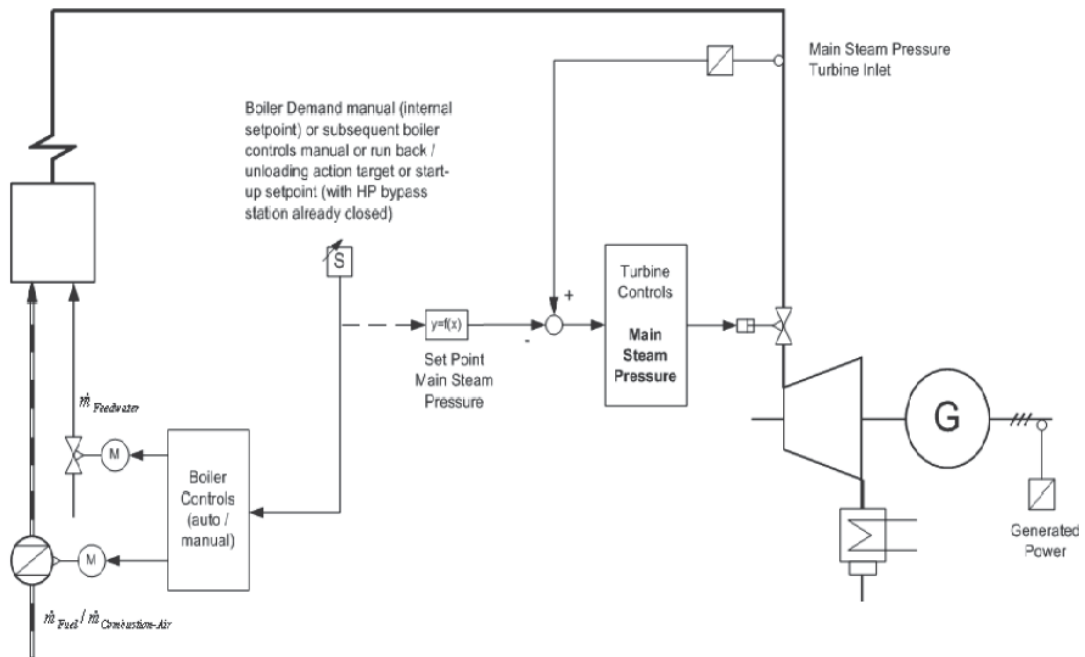 Main Steam Pressure
Turbine Inlet
Boiler Demand manual (internal
setpoint) or subsequent boiler
controls manual or run back /
unloading action target or start-
up setpoint (with HP bypass
station already closed)
S
y=f(x)
Set Point
Main Steam
Pressure
+
-
Turbine
Controls
Main
Steam
Pressure
G
Generated
Power
ṁ Feedwater
M
Boiler
Controls
(auto /
manual)
M
ṁ Fuel / ṁ Combustion-Air